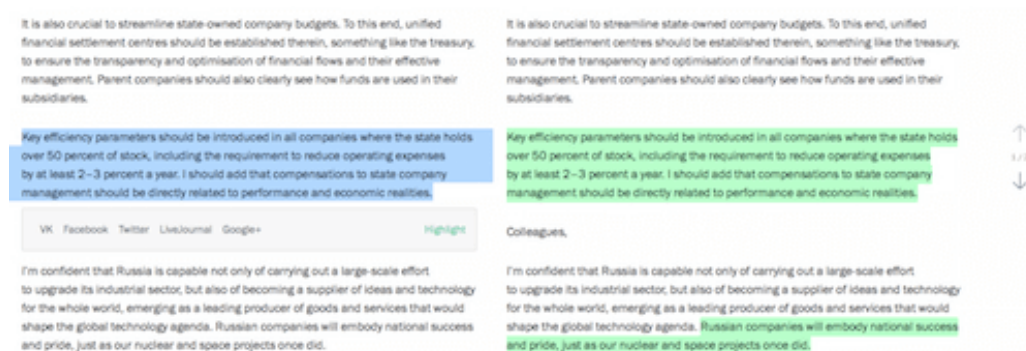 It is also crucial to streamline state-owned company budgets. To this end, unified
financial settlement centres should be established therein, something like the treasury,
to ensure the transparency and optimisation of financial flows and their effective
management. Parent companies should also clearly see how funds are used in their
subsidiaries.
Key efficiency parameters should be introduced in all companies where the state holds
over 50 percent of stock, including the requirement to reduce operating expenses
by at least 2–3 percent a year. I should add that compensations to state company
management should be directly related to performance and economic realities.
VK Facebook Twitter LiveJournal Google+ Highlight
I'm confident that Russia is capable not only of carrying out a large-scale effort
to upgrade its industrial sector, but also of becoming a supplier of ideas and technology
for the whole world, emerging as a leading producer of goods and services that would
shape the global technology agenda. Russian companies will embody national success
and pride, just as our nuclear and space projects once did.
It is also crucial to streamline state-owned company budgets. To this end, unified
financial settlement centres should be established therein, something like the treasury,
to ensure the transparency and optimisation of financial flows and their effective
management. Parent companies should also clearly see how funds are used in their
subsidiaries.
Key efficiency parameters should be introduced in all companies where the state holds
over 50 percent of stock, including the requirement to reduce operating expenses
by at least 2–3 percent a year. I should add that compensations to state company
management should be directly related to performance and economic realities.
Colleagues,
I'm confident that Russia is capable not only of carrying out a large-scale effort
to upgrade its industrial sector, but also of becoming a supplier of ideas and technology
for the whole world, emerging as a leading producer of goods and services that would
shape the global technology agenda. Russian companies will embody national success
and pride, just as our nuclear and space projects once did.